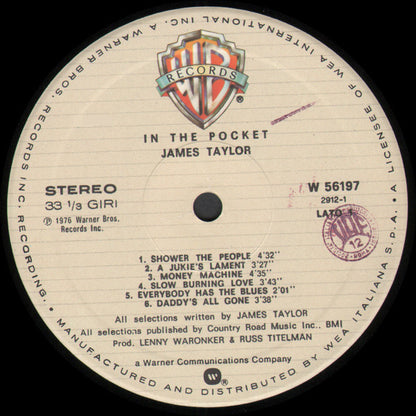 A WARNER BROS. RECORDS INC. RECORDING.
A LICENSEE OF WEA INTERNATIONAL INC.
MANUFACTURED AND DISTRIBUTED BY WEA ITALIANA S.P.A.
WB
RECORDS
®
IN THE POCKET
JAMES TAYLOR
STEREO
33 1/3 GIRI
℗ 1976 Warner Bros.
Records Inc.
W 56197
2912-1
LATO 1
12
1. SHOWER THE PEOPLE 4'32''
2. A JUKIE'S LAMENT 3'27''
3. MONEY MACHINE 4'35''
4. SLOW BURNING LOVE 3'43''
5. EVERYBODY HAS THE BLUES 2'01''
6. DADDY'S ALL GONE 3'38''
All selections written by JAMES TAYLOR
All selections published by Country Road Music Inc., BMI
Prod. LENNY WARONKER & RUSS TITELMAN
a Warner Communications Company
®